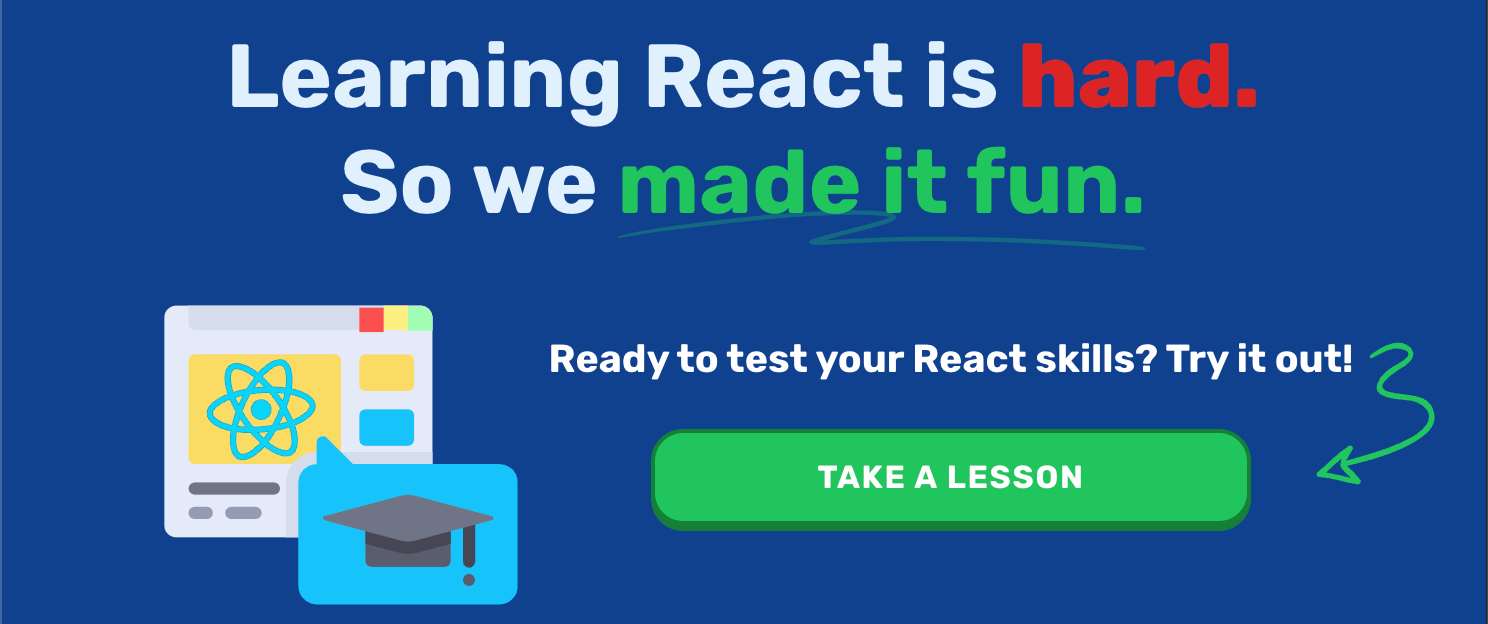 Learning React is hard.
So we made it fun.
Ready to test your React skills? Try it out!
TAKE A LESSON